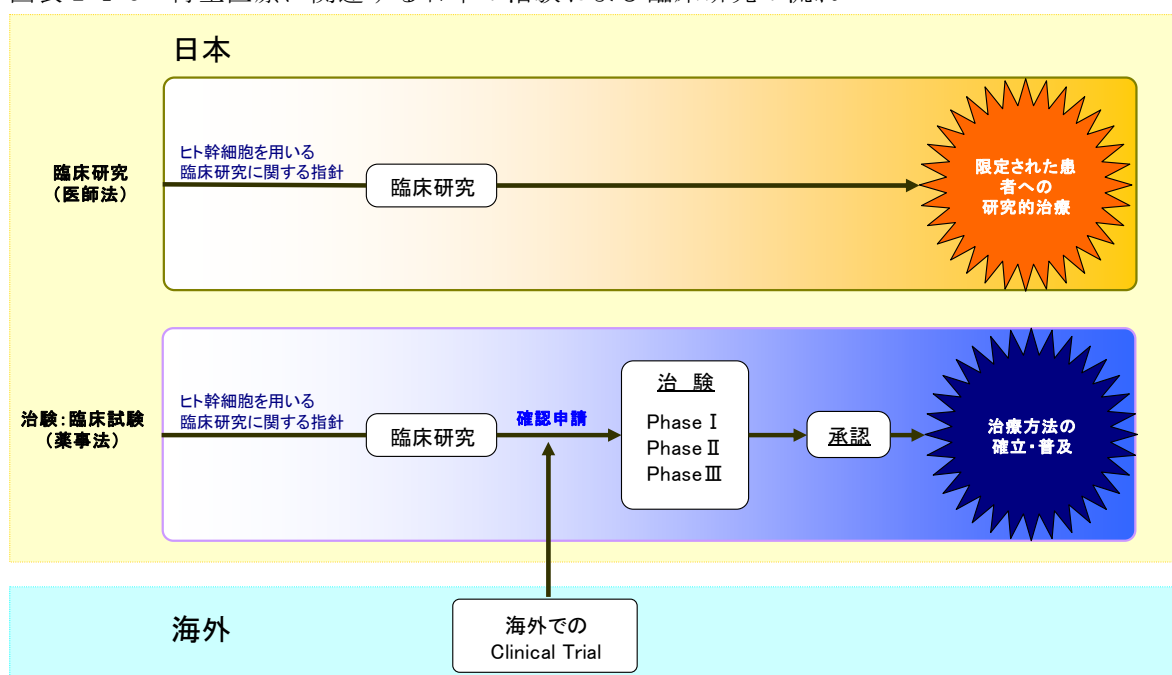 日本
臨床研究
(医師法)
ヒト幹細胞を用いる
臨床研究に関する指針
臨床研究
限定された患
者への
研究的治療
治験:臨床試験
(薬事法)
ヒト幹細胞を用いる
臨床研究に関する指針
臨床研究
確認申請
治 験
Phase Ⅰ
Phase Ⅱ
PhaseⅢ
承認
治療方法の
確立・普及
海外
海外での
Clinical Trial